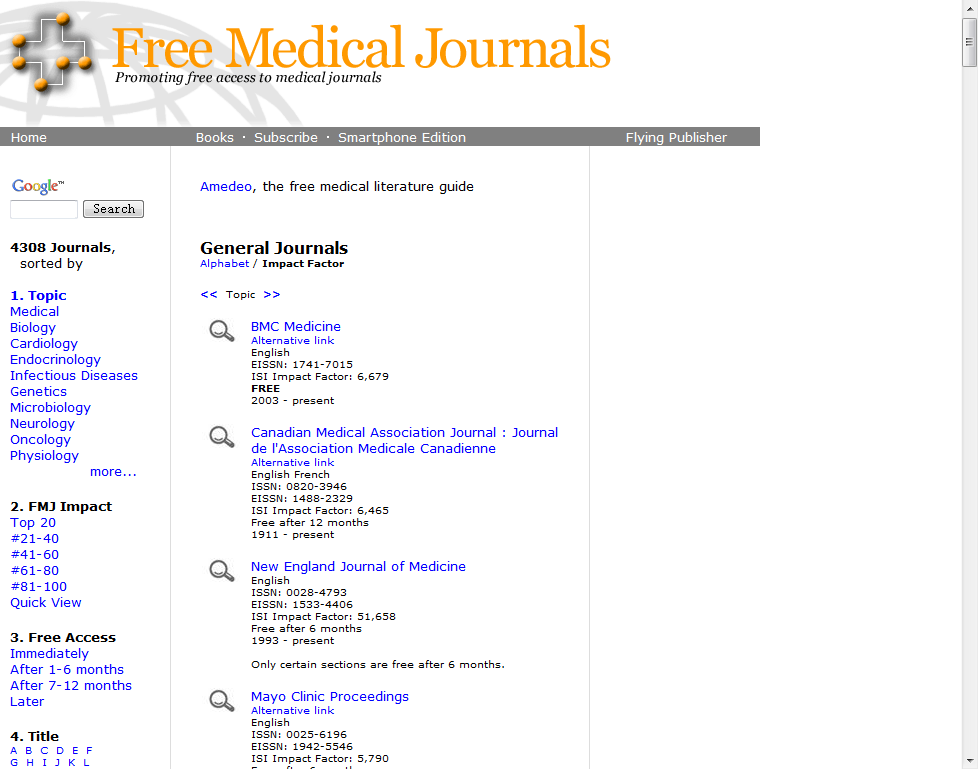 Free Medical Journals
Promoting free access to medical journals
Home
Books · Subscribe · Smartphone Edition
Flying Publisher
Google™
Search
4308 Journals,
sorted by
1. Topic
Medical
Biology
Cardiology
Endocrinology
Infectious Diseases
Genetics
Microbiology
Neurology
Oncology
Physiology
more...
2. FMJ Impact
Top 20
#21-40
#41-60
#61-80
#81-100
Quick View
3. Free Access
Immediately
After 1-6 months
After 7-12 months
Later
4. Title
A B C D E F
G H I J K L
Amedeo, the free medical literature guide
General Journals
Alphabet / Impact Factor
<< Topic >>
BMC Medicine
Alternative link
English
EISSN: 1741-7015
ISI Impact Factor: 6,679
FREE
2003 - present
Canadian Medical Association Journal : Journal
de l'Association Medicale Canadienne
Alternative link
English French
ISSN: 0820-3946
EISSN: 1488-2329
ISI Impact Factor: 6,465
Free after 12 months
1911 - present
New England Journal of Medicine
English
ISSN: 0028-4793
EISSN: 1533-4406
ISI Impact Factor: 51,658
Free after 6 months
1993 - present
Only certain sections are free after 6 months.
Mayo Clinic Proceedings
Alternative link
English
ISSN: 0025-6196
EISSN: 1942-5546
ISI Impact Factor: 5,790